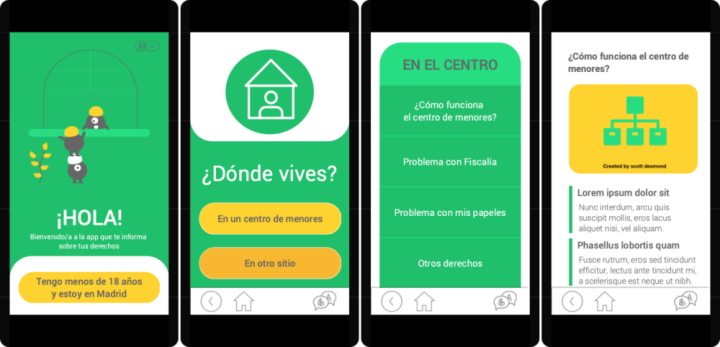 ES
¡HOLA!
Bienvenido/a a la app que te informa
sobre tus derechos
Tengo menos de 18 años
y estoy en Madrid
¿Dónde vives?
En un centro de menores
En otro sitio
EN EL CENTRO
¿Cómo funciona
el centro de menores?
Problema con Fiscalía
Problema con mis papeles
Otros derechos
¿Cómo funciona el centro de
menores?
Created by scott desmond
Lorem ipsum dolor sit
Nunc interdum, arcu quis
suscipit mollis, eros lacus
aliquet nisi, vel aliquam.
Phasellus lobortis quam
Fusce rutrum, eros sed tincidunt
efficitur, lectus ante tincidunt mi,
a scelerisque est neque ut nibh.